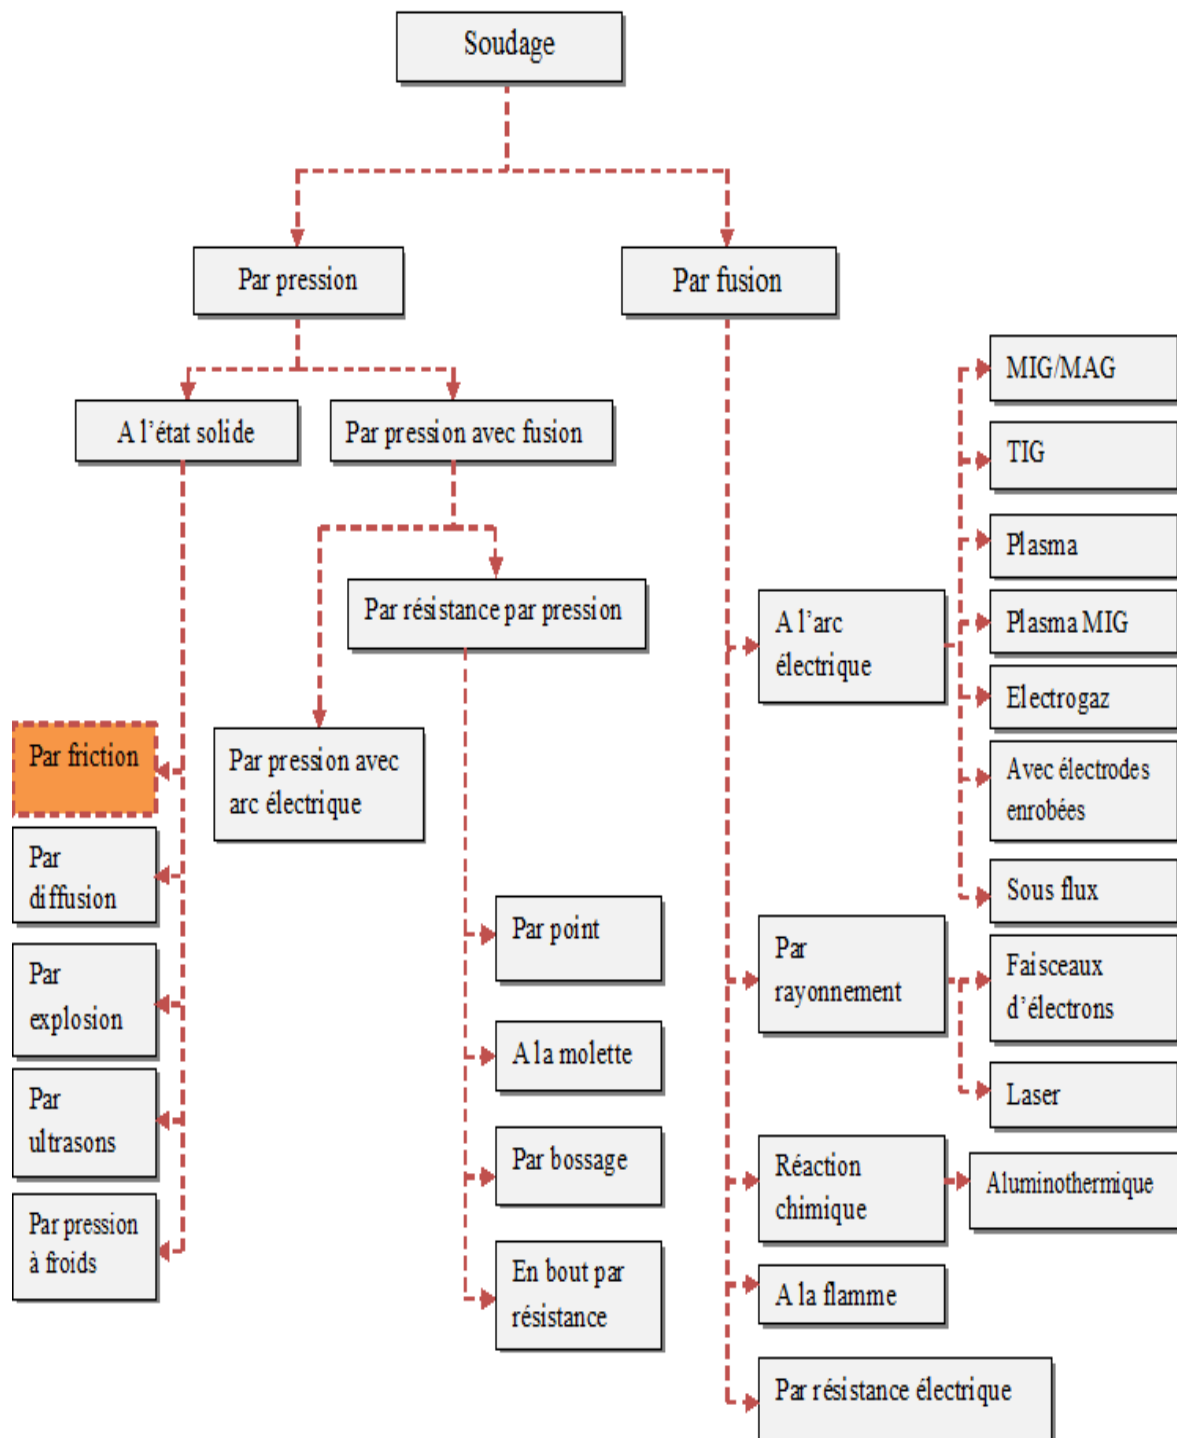 Soudage
Par pression
Par fusion
A l'état solide
Par pression avec fusion
Par résistance par pression
Par pression avec
arc électrique
Par friction
Par
diffusion
Par
explosion
Par
ultrasons
Par pression
à froids
Par point
A la molette
Par bossage
En bout par
résistance
A l'arc
électrique
MIG/MAG
TIG
Plasma
Plasma MIG
Electrogaz
Avec électrodes
enrobées
Sous flux
Par
rayonnement
Faisceaux
d'électrons
Laser
Réaction
chimique
Aluminothermique
A la flamme
Par résistance électrique